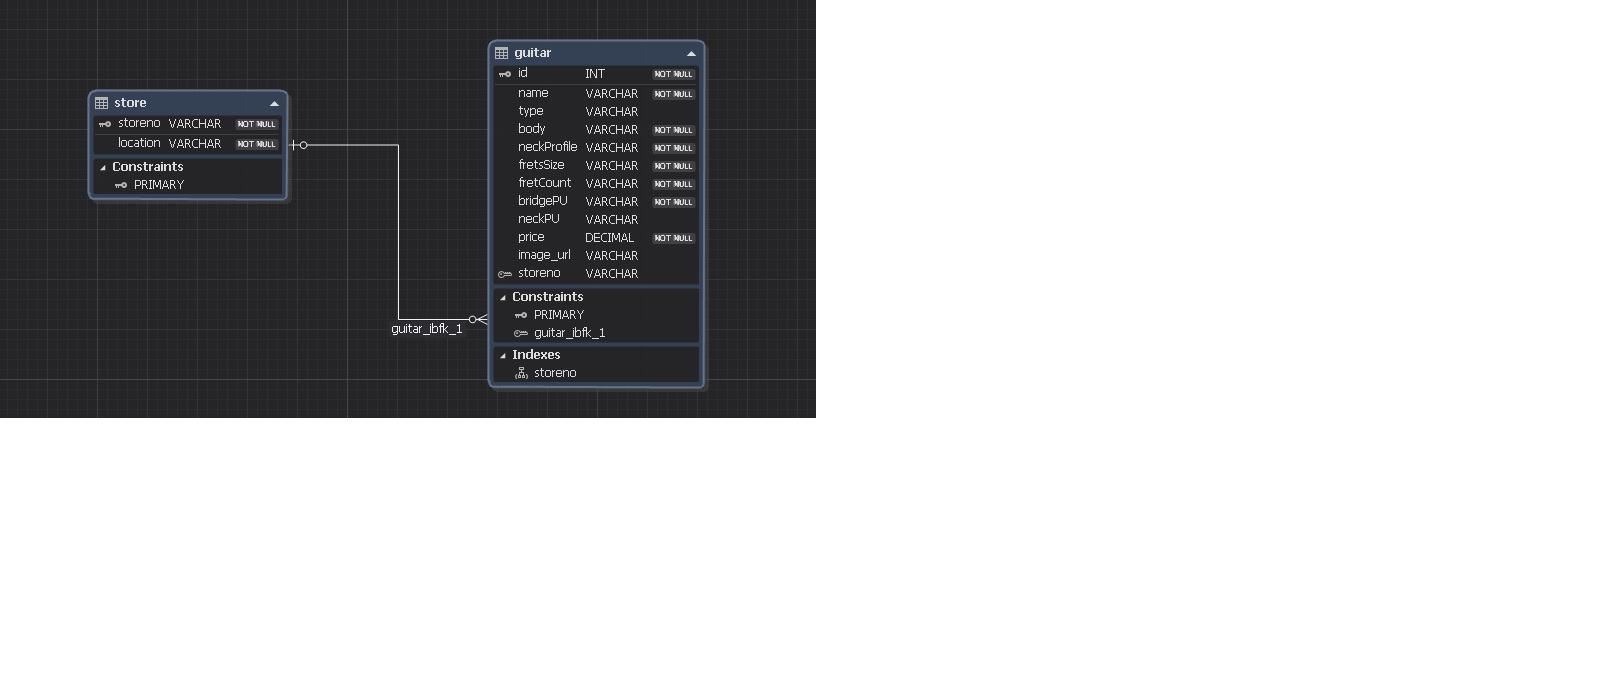 store
storeno VARCHAR NOT NULL
location VARCHAR NOT NULL
Constraints
PRIMARY
guitar_ibfk_1
guitar
id INT NOT NULL
name VARCHAR NOT NULL
type VARCHAR
body VARCHAR NOT NULL
neckProfile VARCHAR NOT NULL
fretsSize VARCHAR NOT NULL
fretCount VARCHAR NOT NULL
bridgePU VARCHAR NOT NULL
neckPU VARCHAR
price DECIMAL NOT NULL
image_url VARCHAR
storeno VARCHAR
Constraints
PRIMARY
guitar_ibfk_1
Indexes
storeno